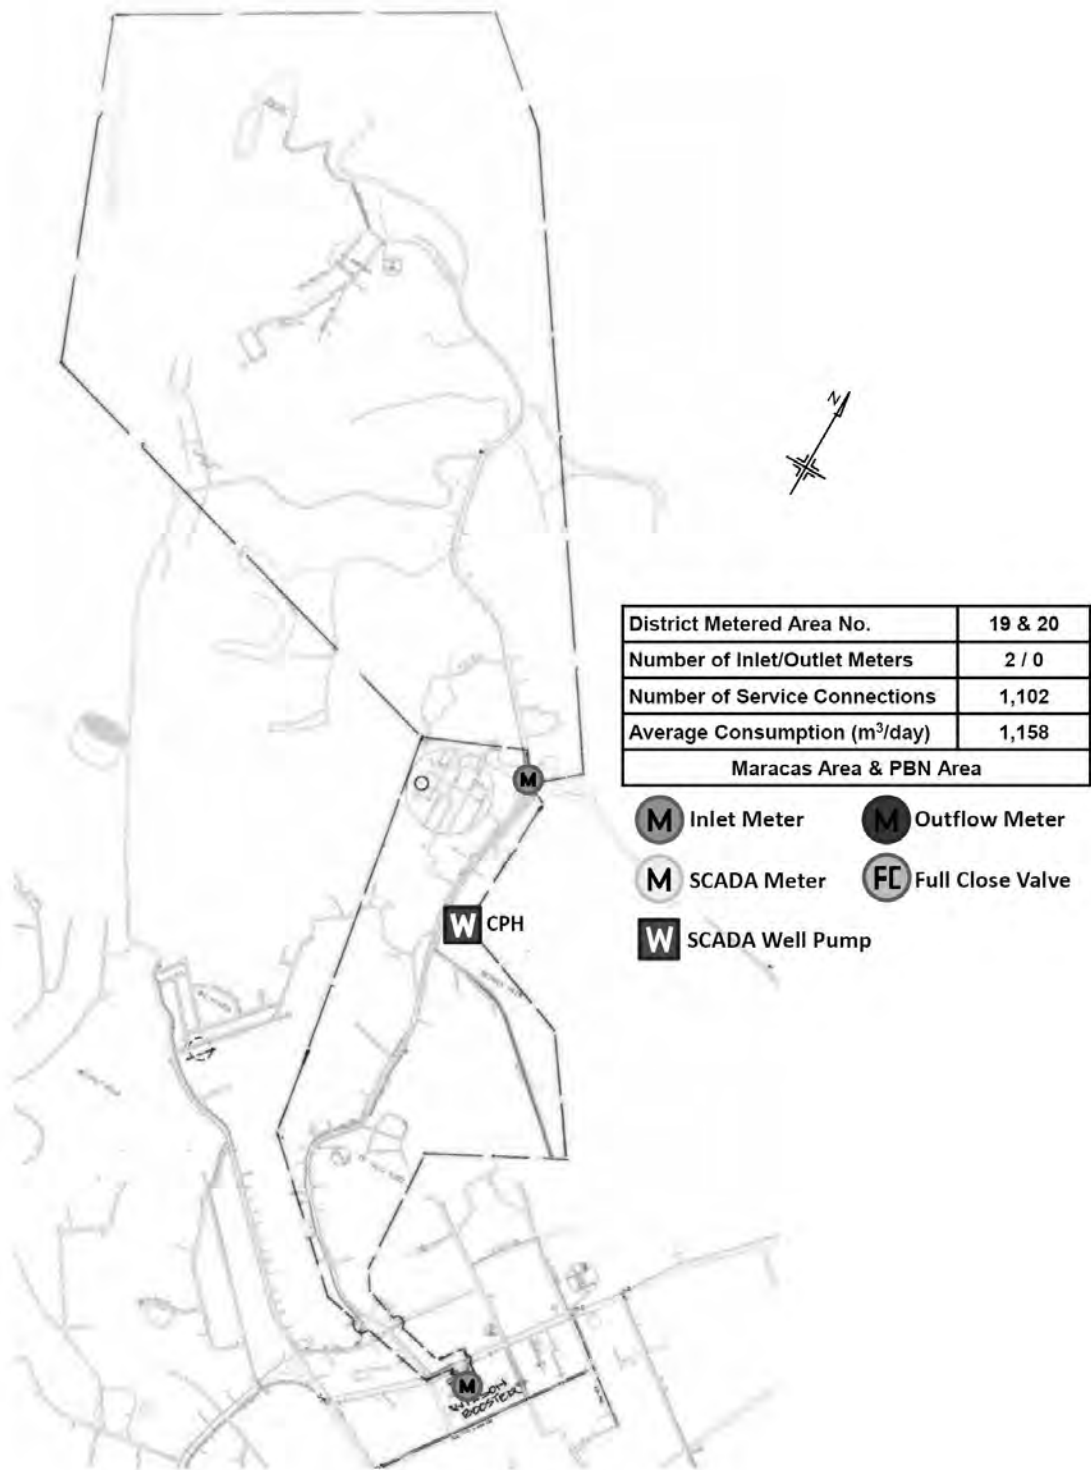 N
District Metered Area No. 19 & 20
Number of Inlet/Outlet Meters 2 / 0
Number of Service Connections 1,102
Average Consumption (m³/day) 1,158
Maracas Area & PBN Area
M
M Inlet Meter
M Outflow Meter
M SCADA Meter
FC Full Close Valve
W CPH
W SCADA Well Pump
M
BOOSTER